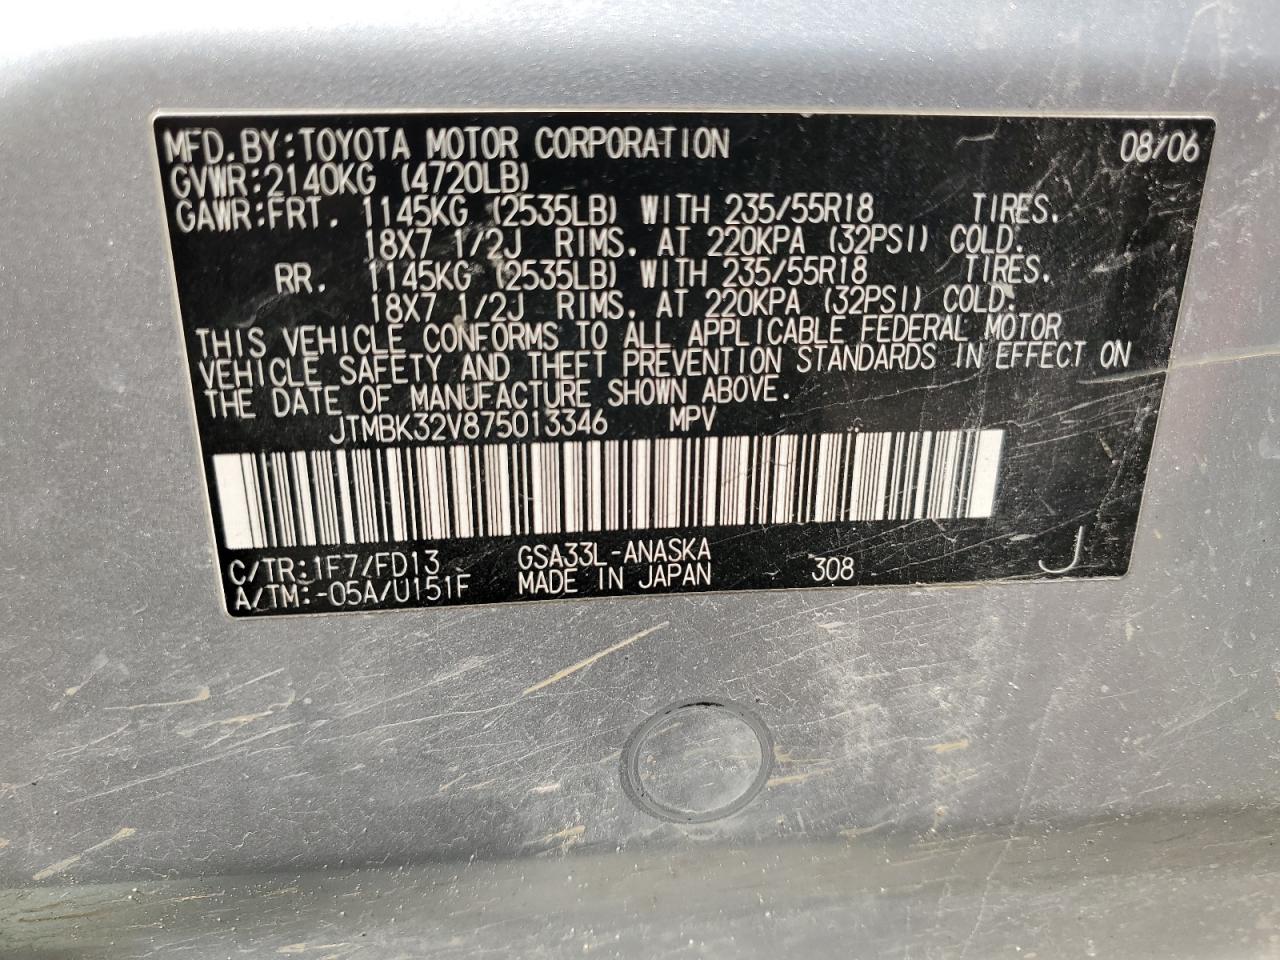 MFD.BY:TOYOTA MOTOR CORPORATION 08/06
GVWR:2140KG (4720LB)
GAWR:FRT. 1145KG (2535LB) WITH 235/55R18 TIRES.
18X7 1/2J RIMS. AT 220KPA (32PSI) COLD.
RR. 1145KG (2535LB) WITH 235/55R18 TIRES.
18X7 1/2J RIMS. AT 220KPA (32PSI) COLD.
THIS VEHICLE CONFORMS TO ALL APPLICABLE FEDERAL MOTOR
VEHICLE SAFETY AND THEFT PREVENTION STANDARDS IN EFFECT ON
THE DATE OF MANUFACTURE SHOWN ABOVE.
JTMBK32V875013346 MPV
C/TR:1F7/FD13 GSA33L-ANASKA 308 J
A/TM:-05A/U151F MADE IN JAPAN